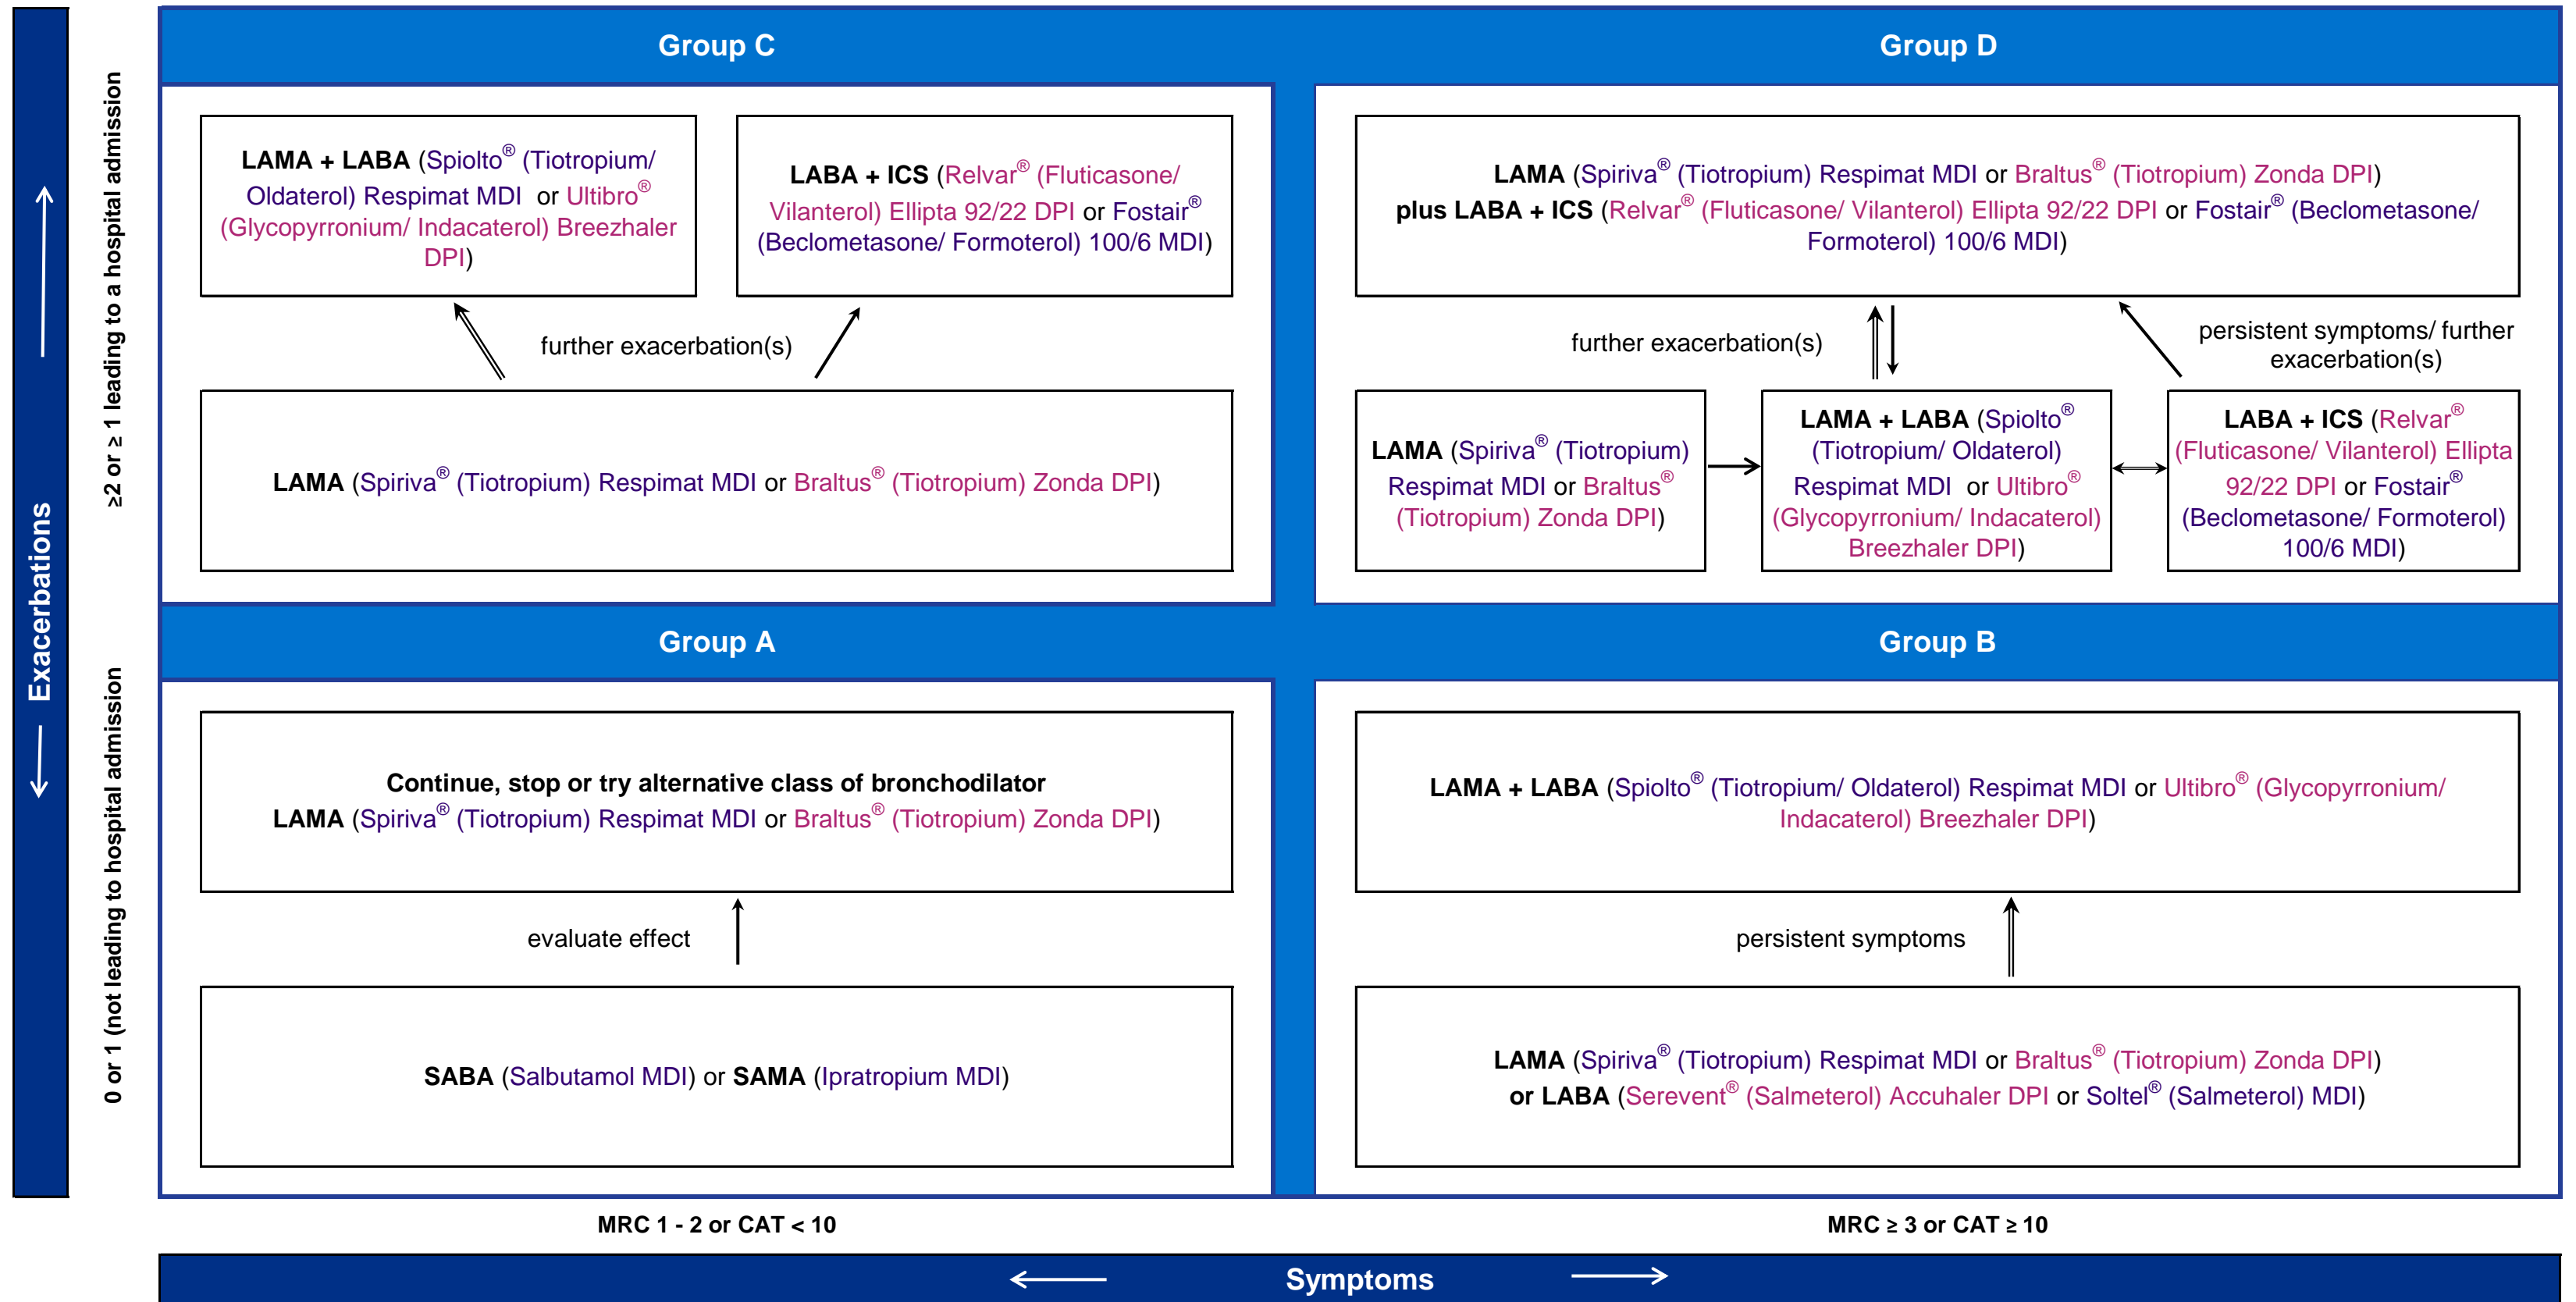 Exacerbations
≥2 or ≥ 1 leading to a hospital admission
0 or 1 (not leading to hospital admission
Group C
LAMA + LABA (Spiolto® (Tiotropium/
Oldaterol) Respimat MDI or Ultibro®
(Glycopyrronium/ Indacaterol) Breezhaler
DPI)
LABA + ICS (Relvar® (Fluticasone/
Vilanterol) Ellipta 92/22 DPI or Fostair®
(Beclometasone/ Formoterol) 100/6 MDI)
further exacerbation(s)
LAMA (Spiriva® (Tiotropium) Respimat MDI or Braltus® (Tiotropium) Zonda DPI)
Group D
LAMA (Spiriva® (Tiotropium) Respimat MDI or Braltus® (Tiotropium) Zonda DPI)
plus LABA + ICS (Relvar® (Fluticasone/ Vilanterol) Ellipta 92/22 DPI or Fostair® (Beclometasone/
Formoterol) 100/6 MDI)
further exacerbation(s)
persistent symptoms/ further
exacerbation(s)
LAMA (Spiriva® (Tiotropium)
Respimat MDI or Braltus®
(Tiotropium) Zonda DPI)
LAMA + LABA (Spiolto®
(Tiotropium/ Oldaterol)
Respimat MDI or Ultibro®
(Glycopyrronium/ Indacaterol)
Breezhaler DPI)
LABA + ICS (Relvar®
(Fluticasone/ Vilanterol) Ellipta
92/22 DPI or Fostair®
(Beclometasone/ Formoterol)
100/6 MDI)
Group A
Continue, stop or try alternative class of bronchodilator
LAMA (Spiriva® (Tiotropium) Respimat MDI or Braltus® (Tiotropium) Zonda DPI)
evaluate effect
SABA (Salbutamol MDI) or SAMA (Ipratropium MDI)
Group B
LAMA + LABA (Spiolto® (Tiotropium/ Oldaterol) Respimat MDI or Ultibro® (Glycopyrronium/
Indacaterol) Breezhaler DPI)
persistent symptoms
LAMA (Spiriva® (Tiotropium) Respimat MDI or Braltus® (Tiotropium) Zonda DPI)
or LABA (Serevent® (Salmeterol) Accuhaler DPI or Soltel® (Salmeterol) MDI)
MRC 1 - 2 or CAT < 10
MRC ≥ 3 or CAT ≥ 10
Symptoms